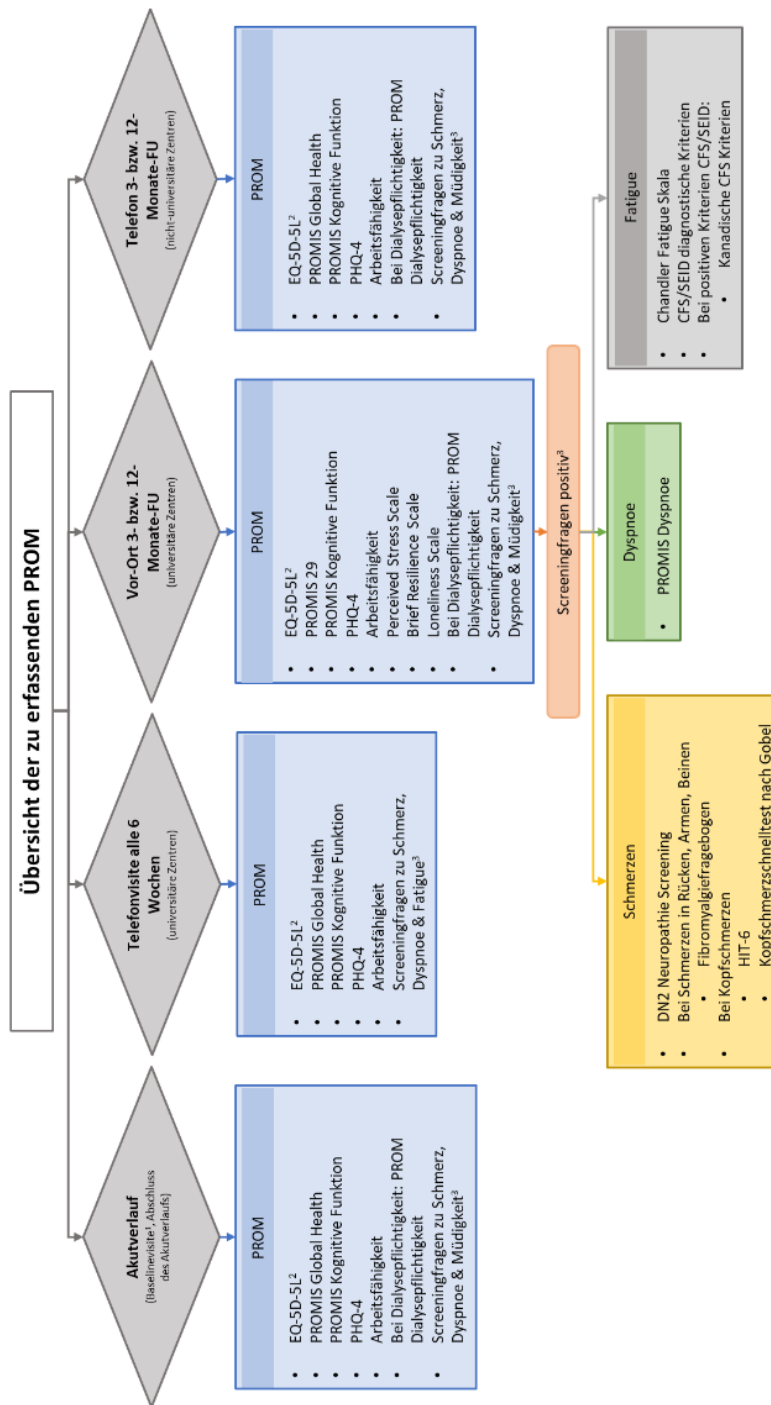 Übersicht der zu erfassenden PROM
Akutverlauf
(Baselinevisite¹, Abschluss
des Akutverlaufs)
Telefonvisite alle 6
Wochen
(universitäre Zentren)
Vor-Ort 3- bzw. 12-
Monate-FU
(universitäre Zentren)
Telefon 3- bzw. 12-
Monate-FU
(nicht-universitäre Zentren)
PROM
• EQ-5D-5L²
• PROMIS Global Health
• PROMIS Kognitive Funktion
• PHQ-4
• Arbeitsfähigkeit
• Bei Dialysepflichtigkeit: PROM
Dialysepflichtigkeit
• Screeningfragen zu Schmerz,
Dyspnoe & Müdigkeit³
PROM
• EQ-5D-5L²
• PROMIS Global Health
• PROMIS Kognitive Funktion
• PHQ-4
• Arbeitsfähigkeit
• Screeningfragen zu Schmerz,
Dyspnoe & Fatigue³
PROM
• EQ-5D-5L²
• PROMIS 29
• PROMIS Kognitive Funktion
• PHQ-4
• Arbeitsfähigkeit
• Perceived Stress Scale
• Brief Resilience Scale
• Loneliness Scale
• Bei Dialysepflichtigkeit: PROM
Dialysepflichtigkeit
• Screeningfragen zu Schmerz,
Dyspnoe & Müdigkeit³
PROM
• EQ-5D-5L²
• PROMIS Global Health
• PROMIS Kognitive Funktion
• PHQ-4
• Arbeitsfähigkeit
• Bei Dialysepflichtigkeit: PROM
Dialysepflichtigkeit
• Screeningfragen zu Schmerz,
Dyspnoe & Müdigkeit³
Screeningfragen positiv³
Schmerzen
• DN2 Neuropathie Screening
• Bei Schmerzen in Rücken, Armen, Beinen
• Fibromyalgiefragebogen
• Bei Kopfschmerzen
• HIT-6
• Kopfschmerzschnelltest nach Gobel
Dyspnoe
• PROMIS Dyspnoe
Fatigue
• Chandler Fatigue Skala
• CFS/SEID diagnostische Kriterien
• Bei positiven Kriterien CFS/SEID:
• Kanadische CFS Kriterien